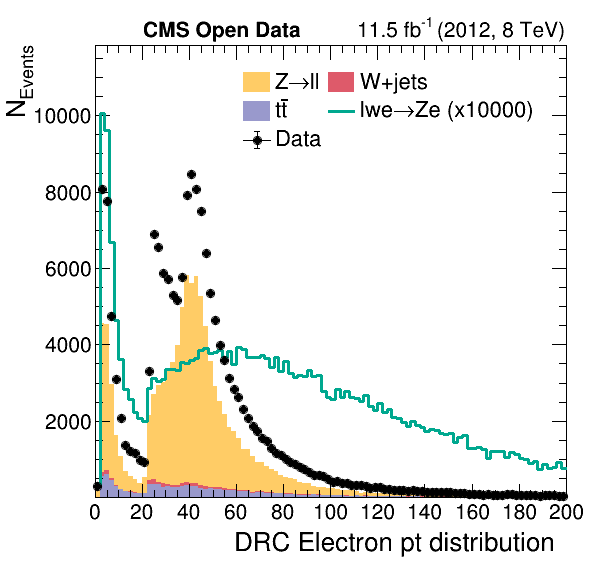 CMS Open Data 11.5 fb-1 (2012, 8 TeV)
NEvents
Z→ll W+jets
tt̄ lwe→Ze (x10000)
Data
10000
8000
6000
4000
2000
0 20 40 60 80 100 120 140 160 180 200
DRC Electron pt distribution